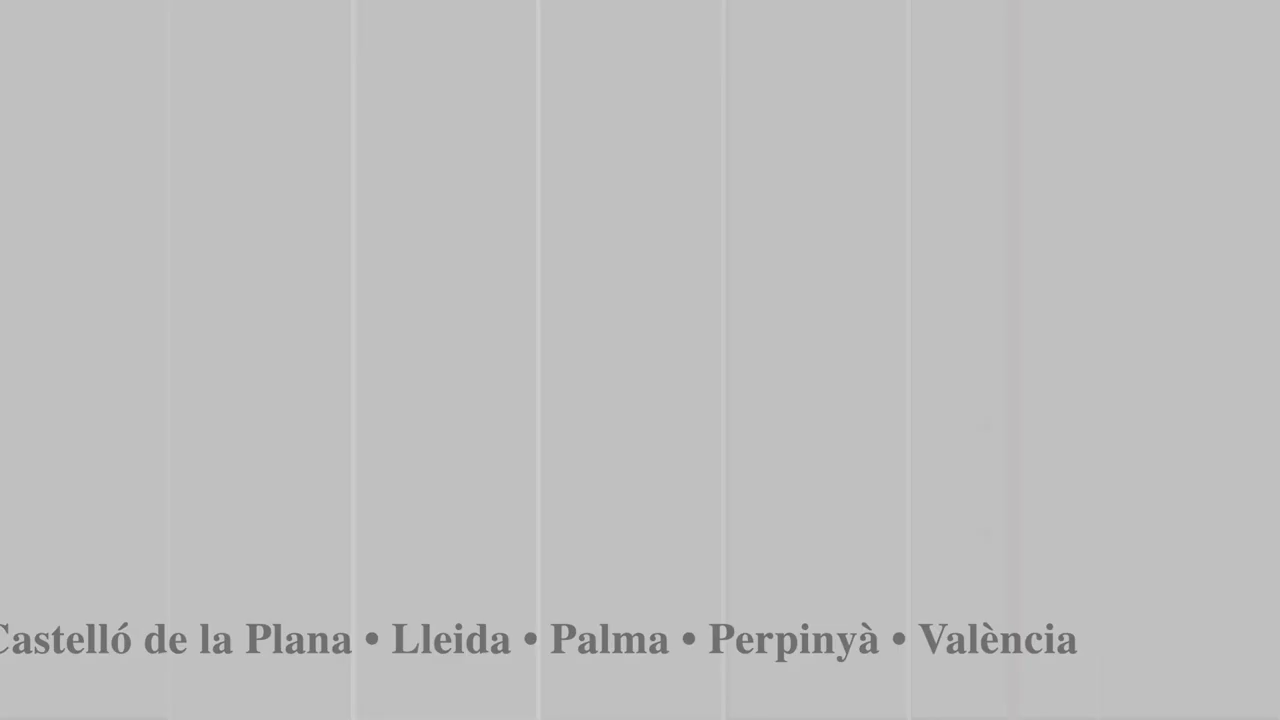 Castelló de la Plana • Lleida • Palma • Perpinyà • València